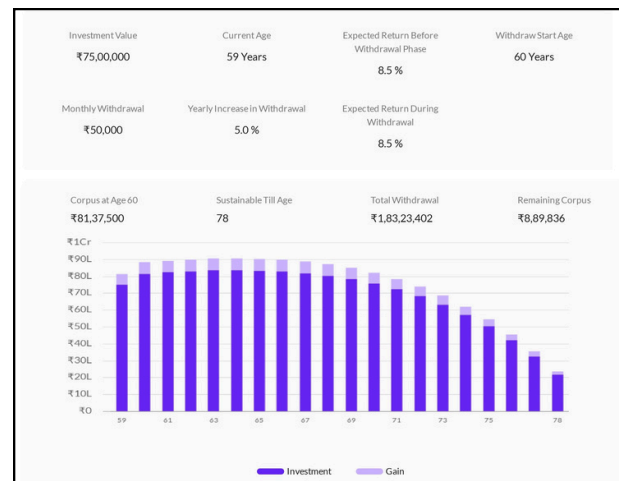 Investment Value
Current Age
Expected Return Before
Withdrawal Phase
Withdraw Start Age
₹75,00,000
59 Years
8.5 %
60 Years
Monthly Withdrawal
Yearly Increase in Withdrawal
Expected Return During
Withdrawal
₹50,000
5.0 %
8.5 %
Corpus at Age 60
Sustainable Till Age
Total Withdrawal
Remaining Corpus
₹81,37,500
78
₹1,83,23,402
₹8,89,836
₹1Cr
₹90L
₹80L
₹70L
₹60L
₹50L
₹40L
₹30L
₹20L
₹10L
₹0
59 61 63 65 67 69 71 73 75 78
Investment Gain